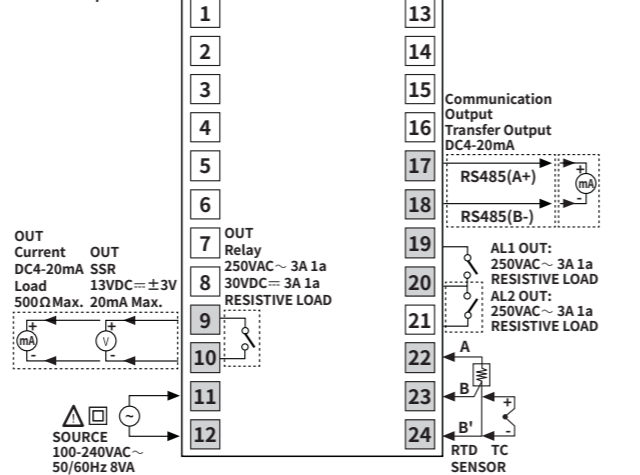 1
2
3
4
5
6
7
8
9
10
11
12
13
14
15
16
17
18
19
20
21
22
23
24
Communication
Output
Transfer Output
DC4-20mA
RS485(A+)
RS485(B-)
+
mA
-
AL1 OUT:
250VAC～ 3A 1a
RESISTIVE LOAD
AL2 OUT:
250VAC～ 3A 1a
RESISTIVE LOAD
A
B
B'
+
-
RTD TC
SENSOR
OUT
Relay
250VAC～ 3A 1a
30VDC⎓ 3A 1a
RESISTIVE LOAD
OUT
Current
DC4-20mA
Load
500ΩMax.
OUT
SSR
13VDC⎓±3V
20mA Max.
+
mA
-
+
V
-
SOURCE
100-240VAC～
50/60Hz 8VA